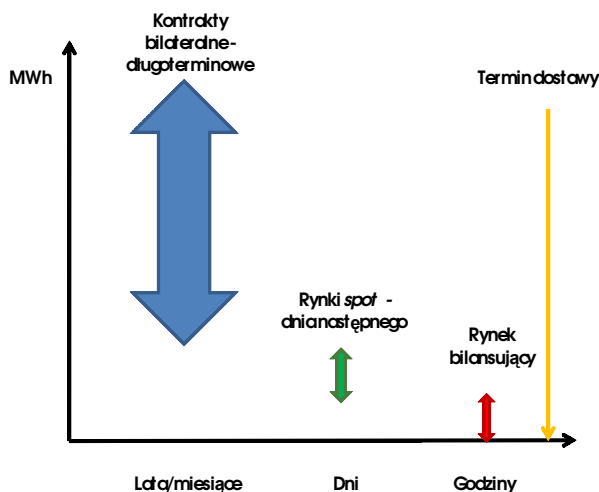 Kontrakty
bilateralne-
długoterminowe
MWh
Termin dostawy
Rynki spot -
dnia następnego
Rynek
bilansujący
Lata/miesiące
Dni
Godziny